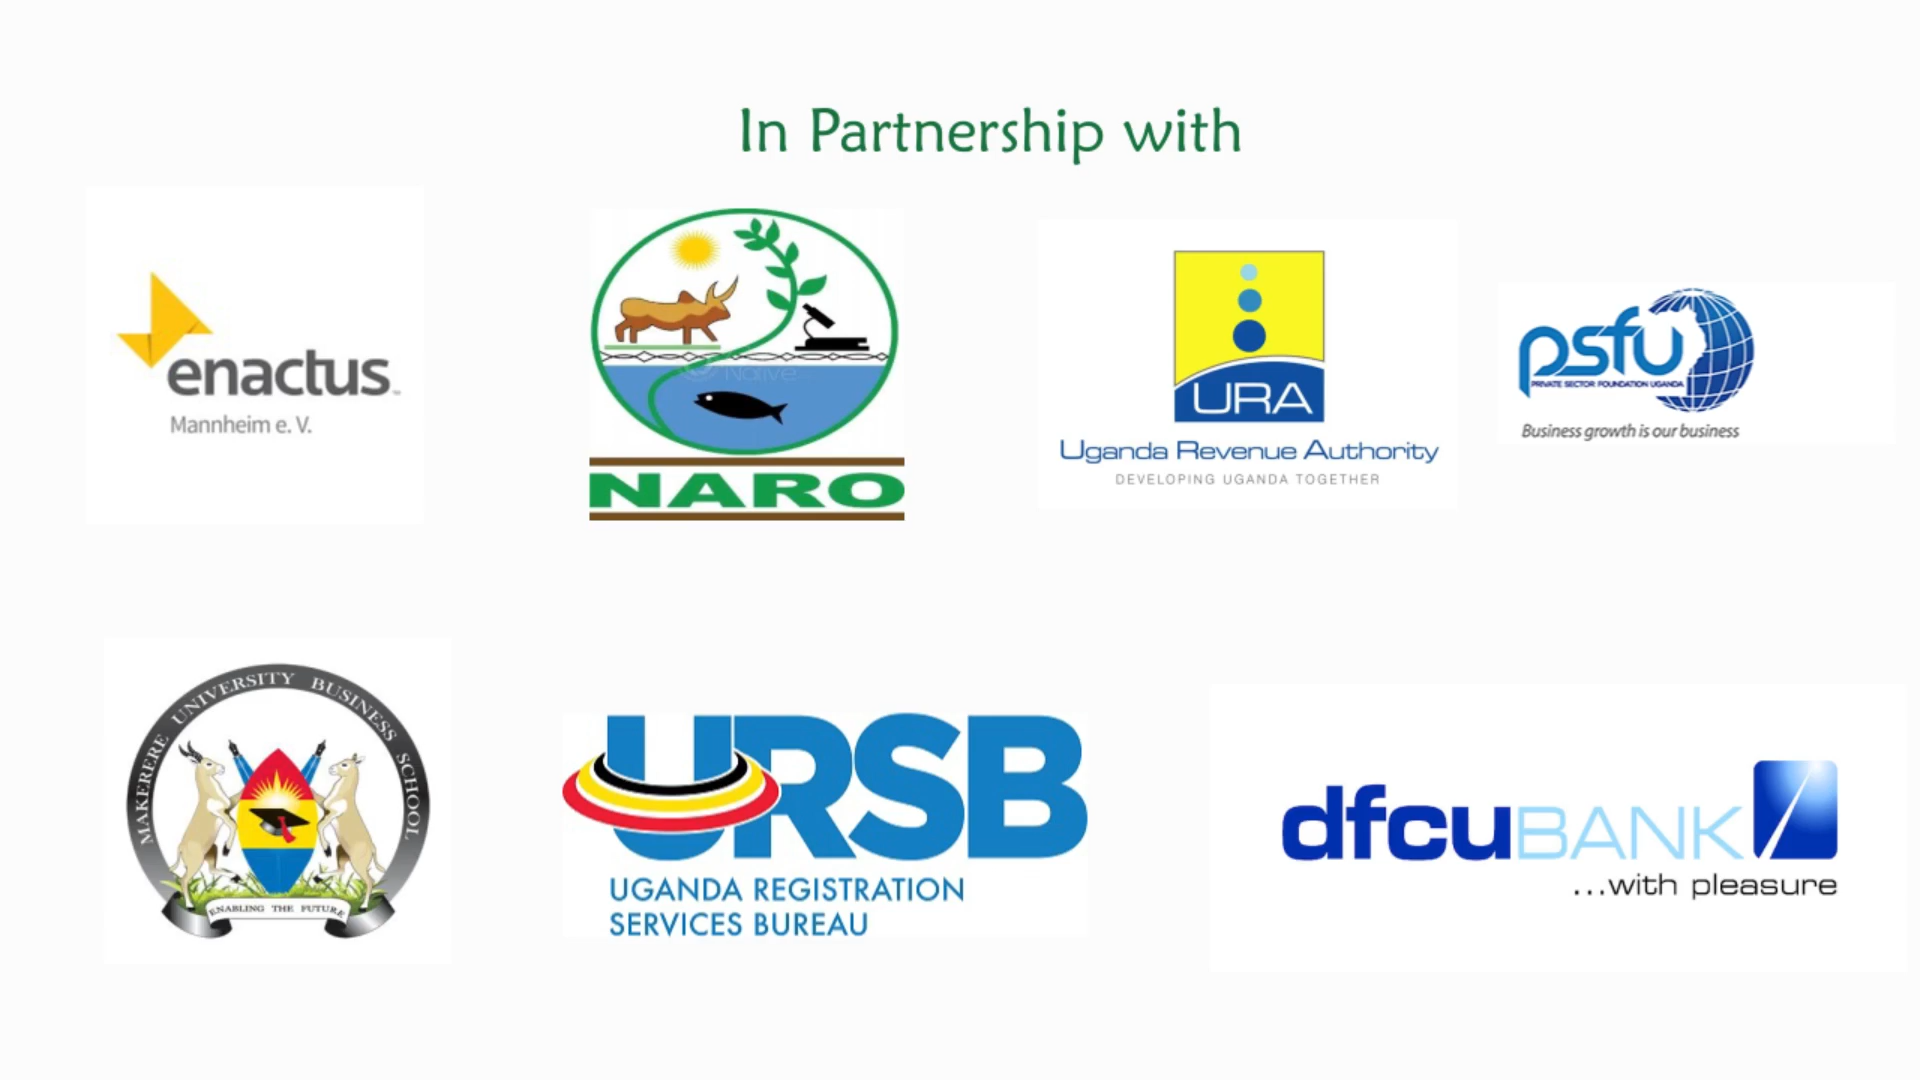 In Partnership with
enactus
Mannheim e. V.
Native
NARO
URA
Uganda Revenue Authority
DEVELOPING UGANDA TOGETHER
psfu
PRIVATE SECTOR FOUNDATION UGANDA
Business growth is our business
MAKERERE UNIVERSITY BUSINESS SCHOOL
ENABLING THE FUTURE
URSB
UGANDA REGISTRATION
SERVICES BUREAU
dfcuBANK
...with pleasure